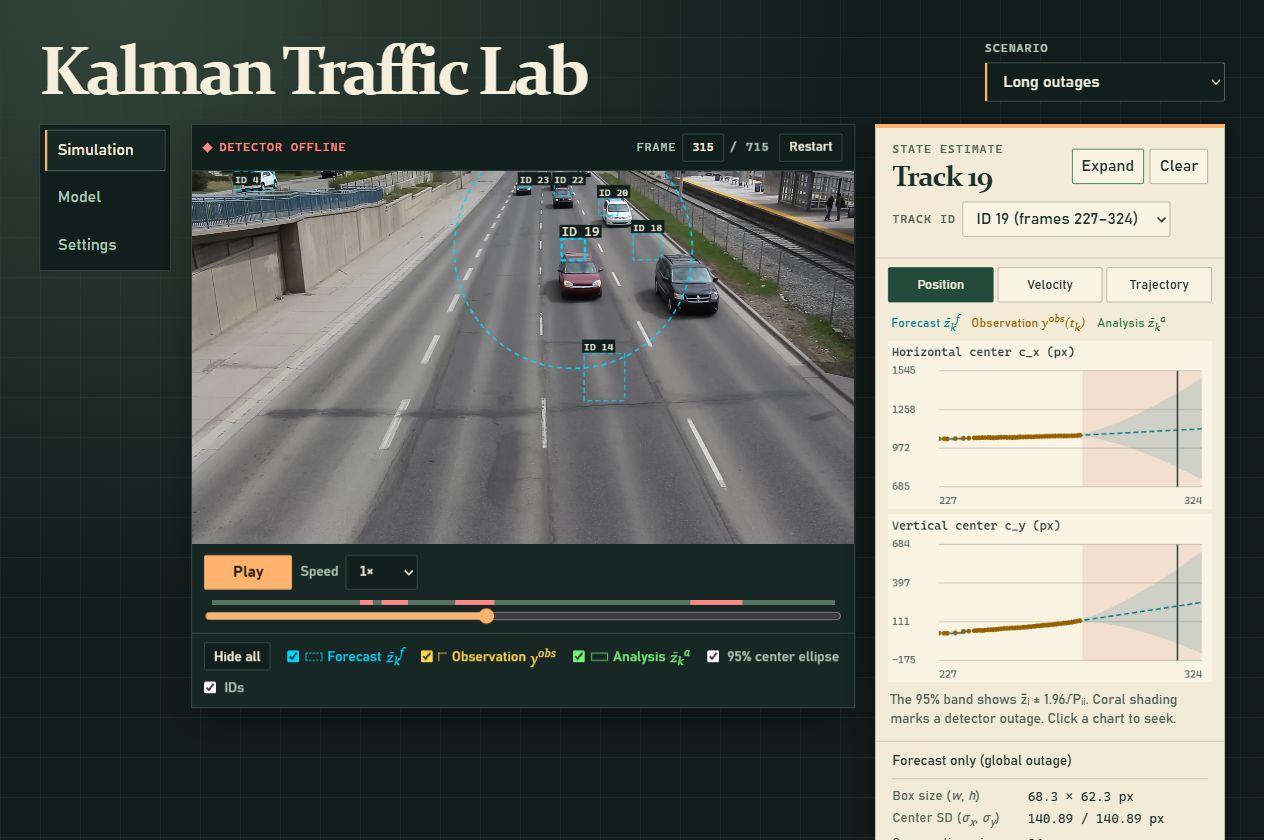 Kalman Traffic Lab
SCENARIO
Long outages
Simulation
Model
Settings
DETECTOR OFFLINE
FRAME 315 / 715 Restart
ID 4
ID 23
ID 22
ID 20
ID 19
ID 18
ID 14
Play Speed 1×
Hide all Forecast z̄ₖᶠ Observation yᵒᵇˢ Analysis z̄ₖᵃ 95% center ellipse
IDs
STATE ESTIMATE
Track 19
Expand Clear
TRACK ID ID 19 (frames 227–324)
Position Velocity Trajectory
Forecast z̄ₖᶠ Observation yᵒᵇˢ(tₖ) Analysis z̄ₖᵃ
Horizontal center c_x (px)
1545
1258
972
685
227 324
Vertical center c_y (px)
684
397
111
−175
227 324
The 95% band shows z̄ᵢ ± 1.96√Pᵢᵢ. Coral shading
marks a detector outage. Click a chart to seek.
Forecast only (global outage)
Box size (w, h) 68.3 × 62.3 px
Center SD (σₓ, σᵧ) 140.89 / 140.89 px